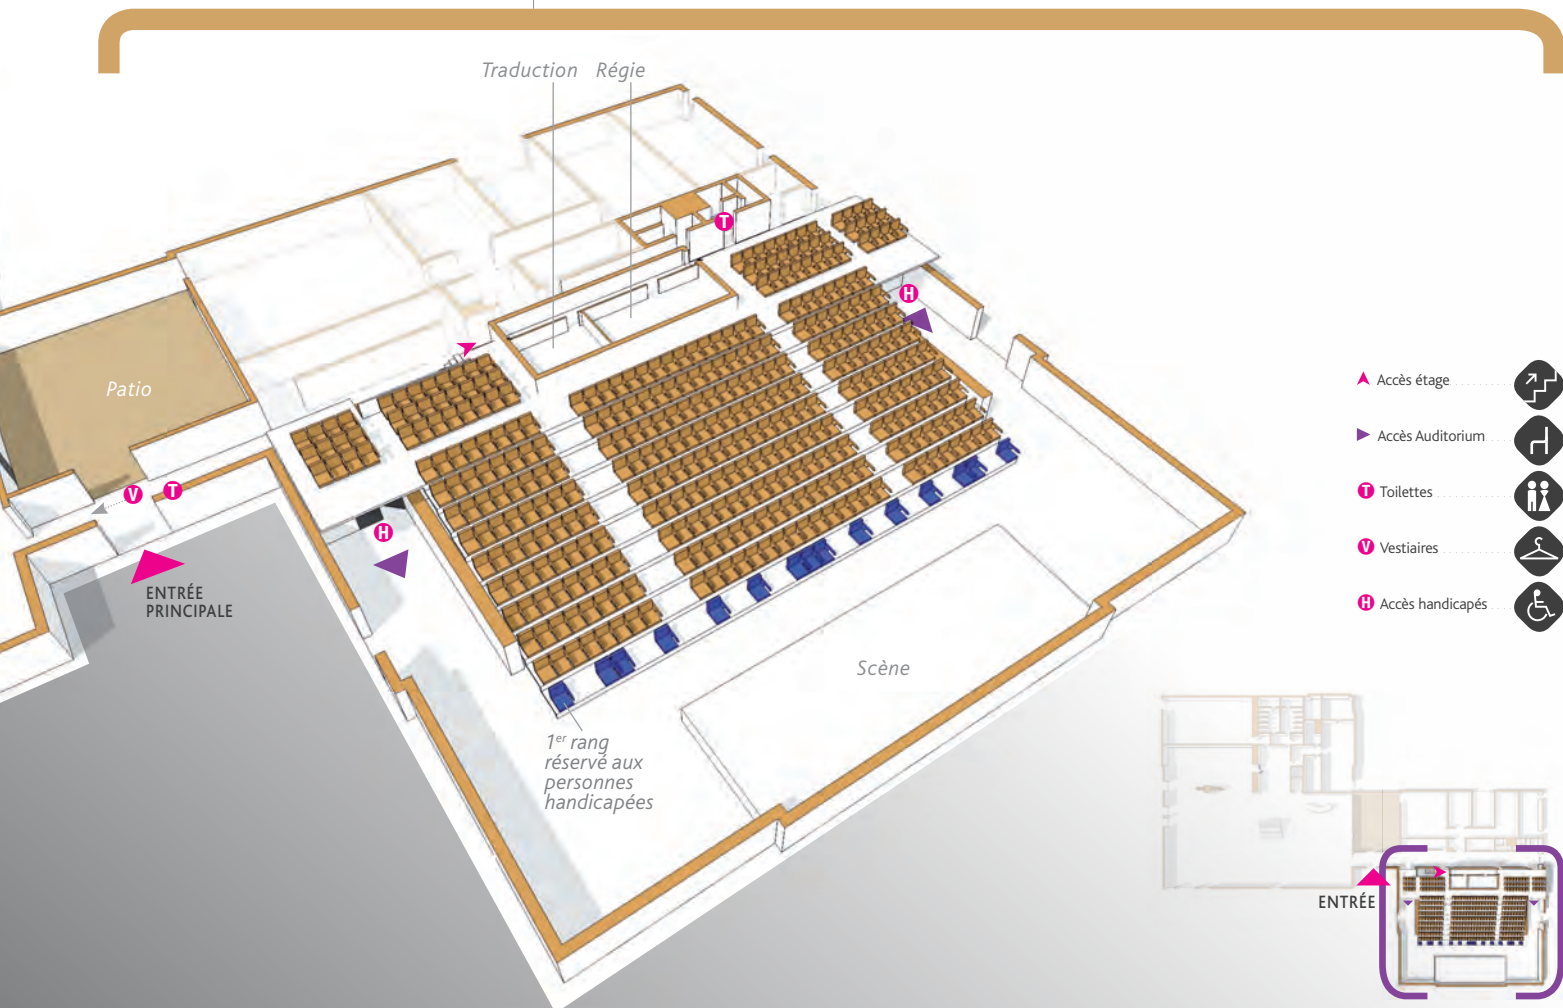 Traduction Régie
T
H
Patio
V T
H
ENTRÉE
PRINCIPALE
Scène
1er rang
réservé aux
personnes
handicapées
Accès étage
Accès Auditorium
T Toilettes
V Vestiaires
H Accès handicapés
ENTRÉE